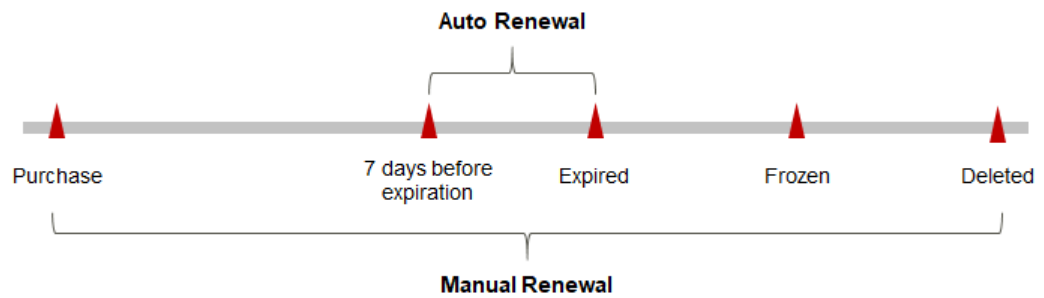 Auto Renewal
Purchase
7 days before
expiration
Expired
Frozen
Deleted
Manual Renewal